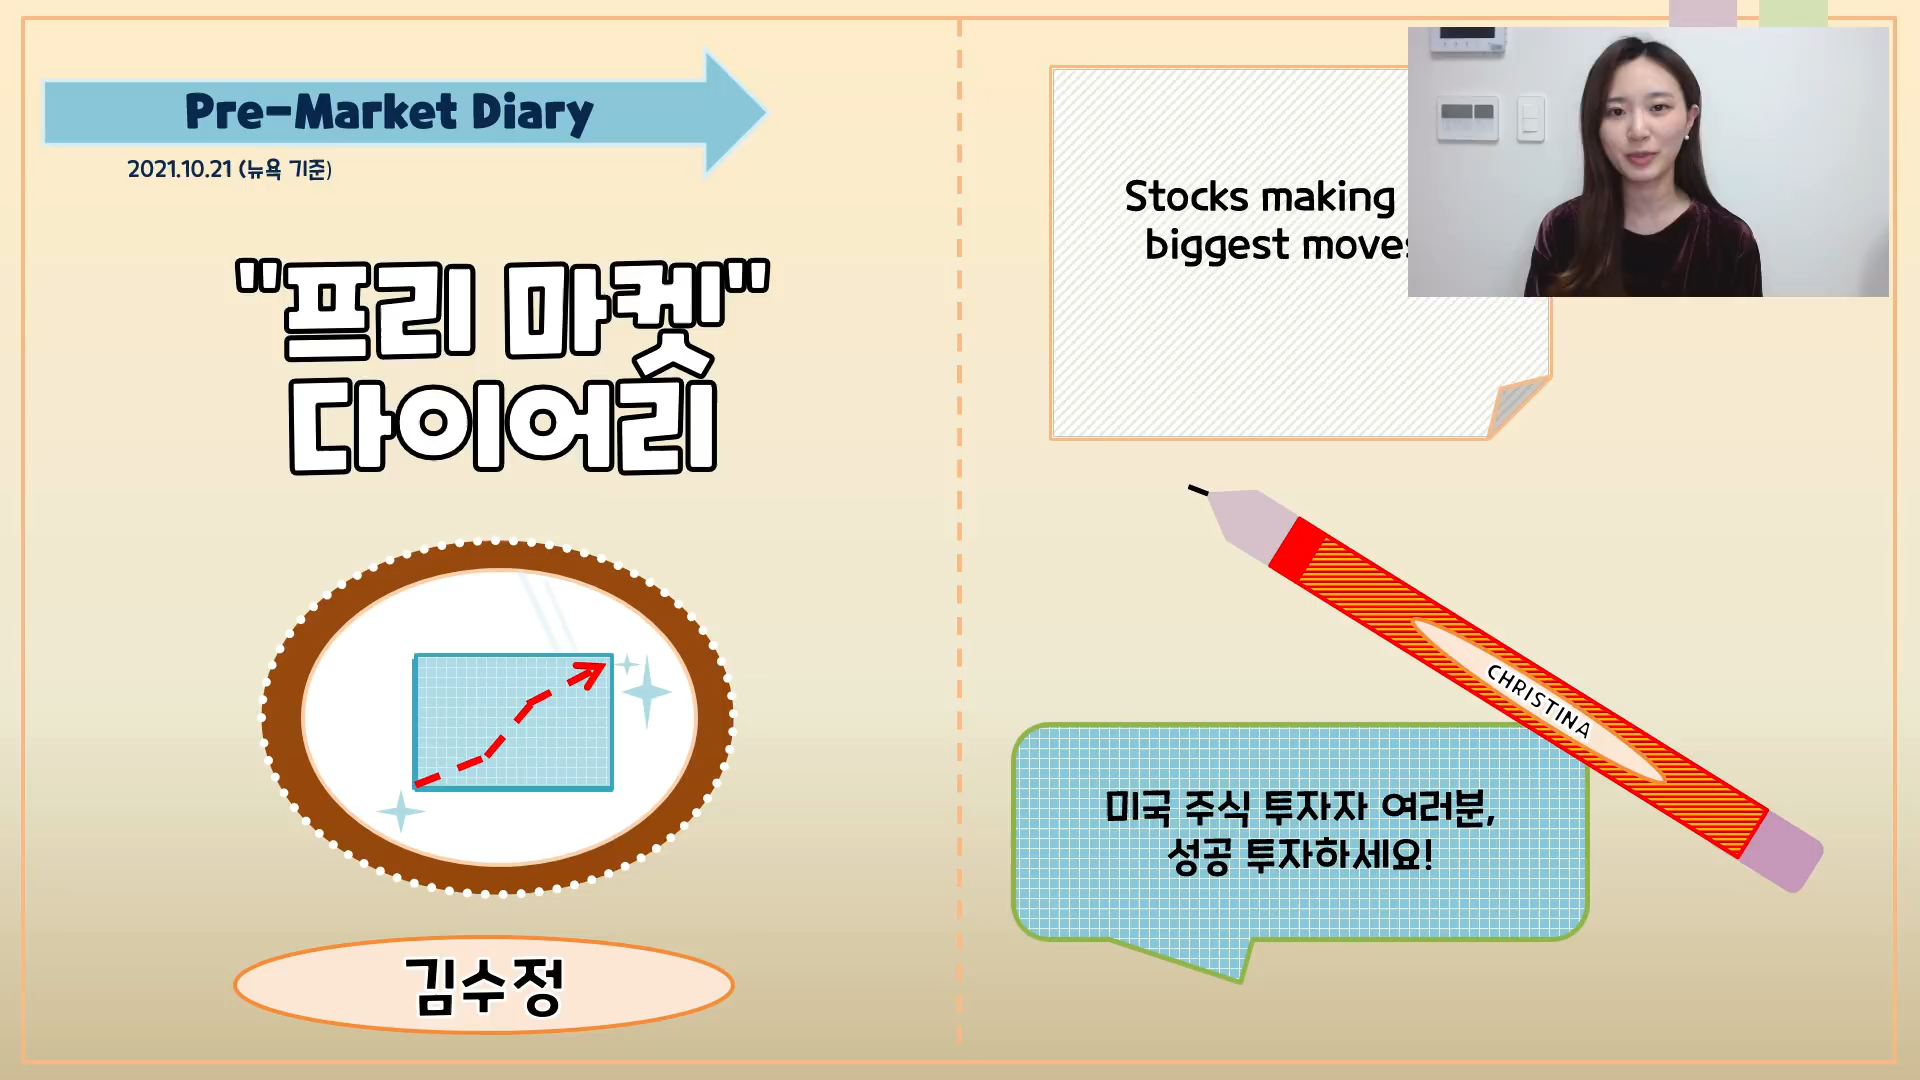 Pre-Market Diary
2021.10.21 (뉴욕 기준)
"프리 마켓"
다이어리
김수정
Stocks making
biggest moves
CHRISTINA
미국 주식 투자자 여러분,
성공 투자하세요!